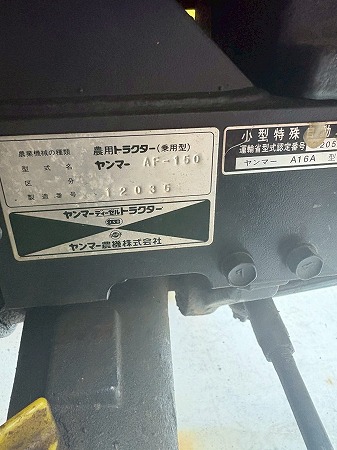 農業機械の種類 農用トラクター(乗用型)
型式名 ヤンマー AF-150
区分
製造番号 12035
ヤンマーディーゼルトラクター
ヤンマー農機株式会社
小型特殊自動
運輸省型式認定番号 205
ヤンマー A16A 型